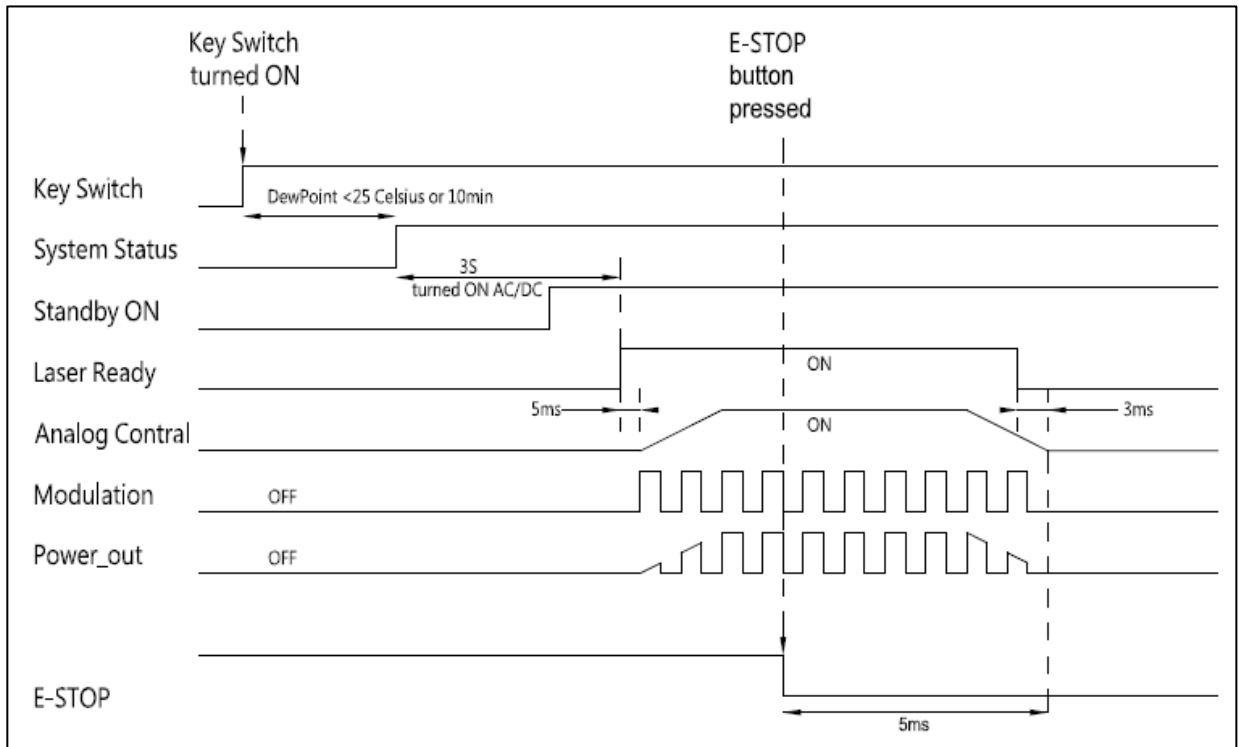 Key Switch
turned ON
E-STOP
button
pressed
Key Switch
DewPoint <25 Celsius or 10min
System Status
3S
turned ON AC/DC
Standby ON
Laser Ready
ON
5ms
3ms
Analog Contral
ON
Modulation
OFF
Power_out
OFF
E-STOP
5ms